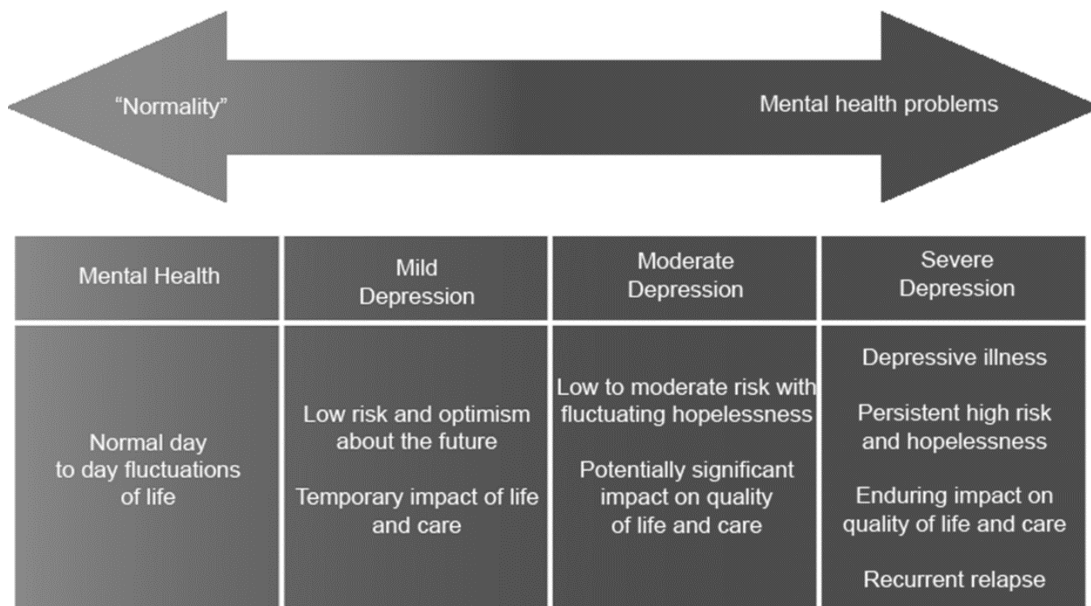 “Normality”
Mental health problems
Mental Health
Mild
Depression
Moderate
Depression
Severe
Depression
Normal day
to day fluctuations
of life
Low risk and optimism
about the future
Temporary impact of life
and care
Low to moderate risk with
fluctuating hopelessness
Potentially significant
impact on quality
of life and care
Depressive illness
Persistent high risk
and hopelessness
Enduring impact on
quality of life and care
Recurrent relapse